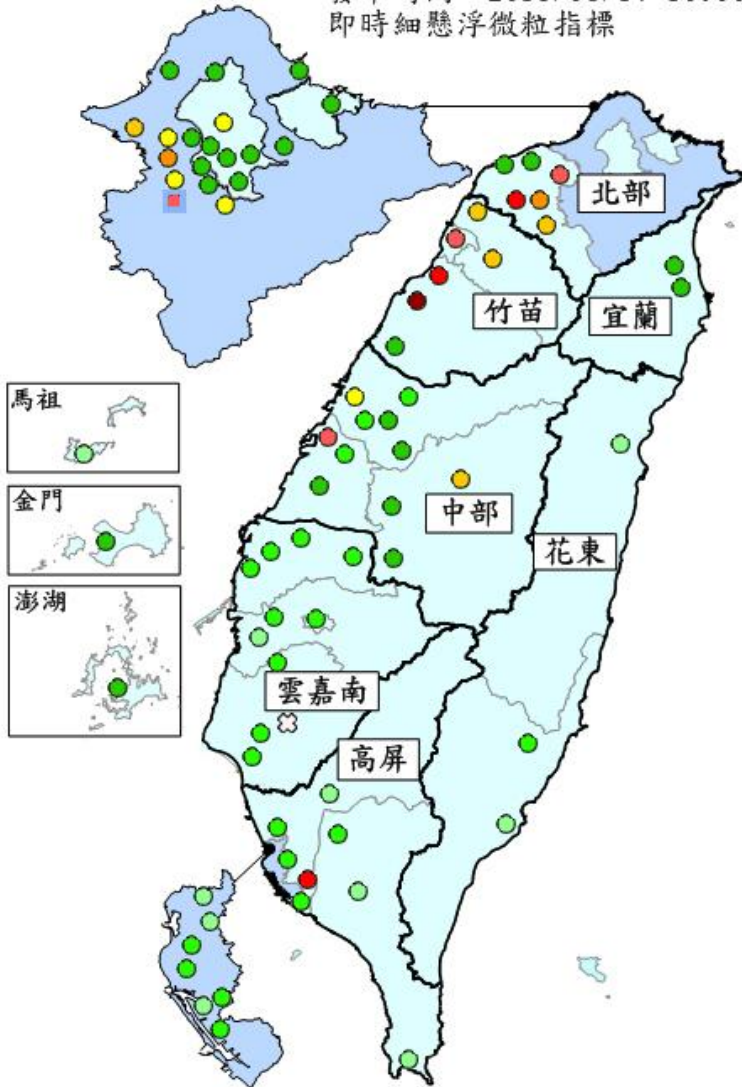 即時細懸浮微粒指標
北部
竹苗
宜蘭
馬祖
中部
金門
花東
澎湖
雲嘉南
高屏